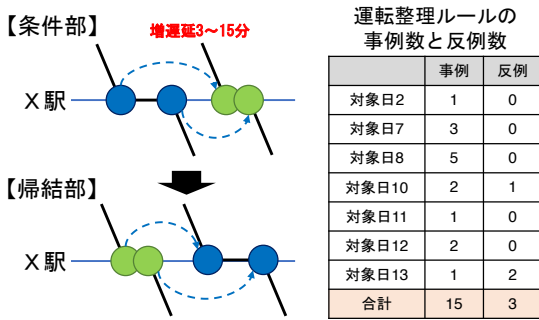 【条件部】
増遅延3～15分
X駅
【帰結部】
X駅
運転整理ルールの
事例数と反例数
事例 反例
対象日2 1 0
対象日7 3 0
対象日8 5 0
対象日10 2 1
対象日11 1 0
対象日12 2 0
対象日13 1 2
合計 15 3